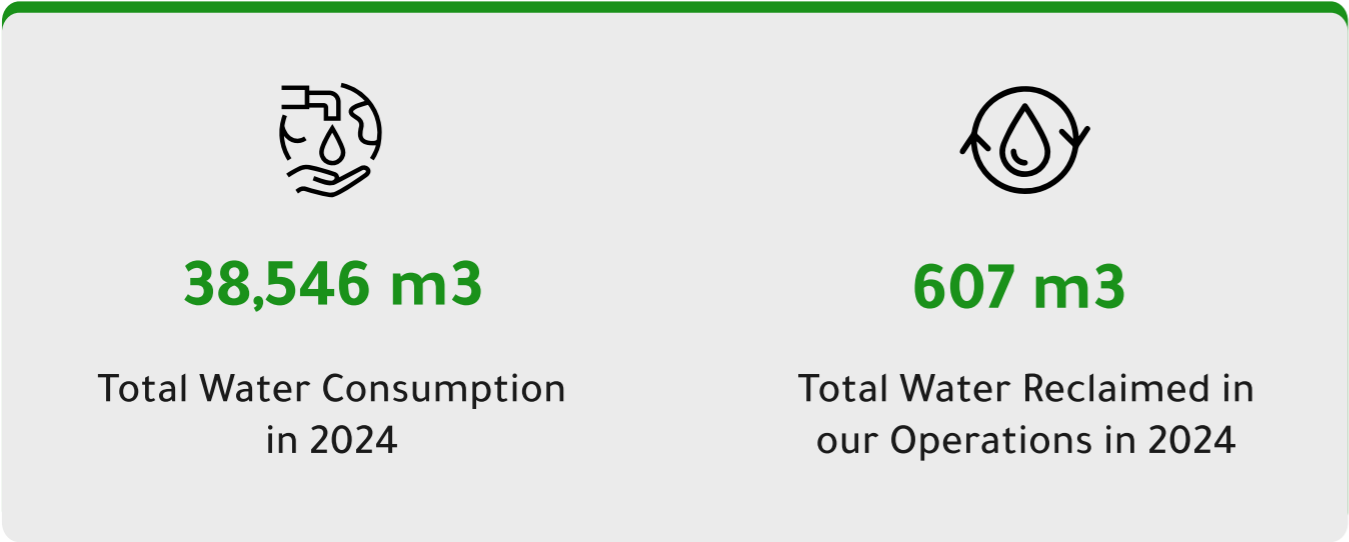 38,546 m3
Total Water Consumption
in 2024
607 m3
Total Water Reclaimed in
our Operations in 2024